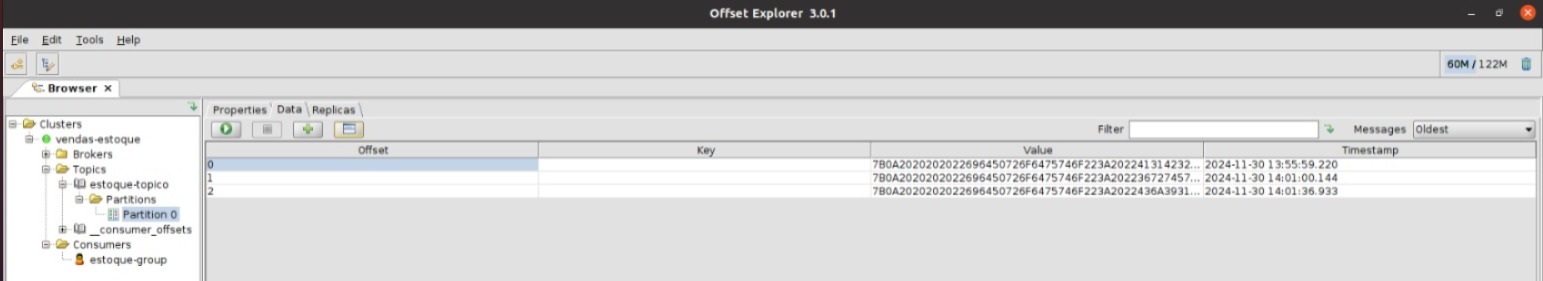 Offset Explorer 3.0.1
File Edit Tools Help
60M / 122M
Browser
Properties Data Replicas
Clusters
vendas-estoque
Brokers
Topics
estoque-topico
Partitions
Partition 0
__consumer_offsets
Consumers
estoque-group
Filter Messages Oldest
Offset Key Value Timestamp
0 7B0A2020202022696450726F6475746F223A202241314232... 2024-11-30 13:55:59.220
1 7B0A2020202022696450726F6475746F223A202236727457... 2024-11-30 14:01:00.144
2 7B0A2020202022696450726F6475746F223A2022436A3931... 2024-11-30 14:01:36.933